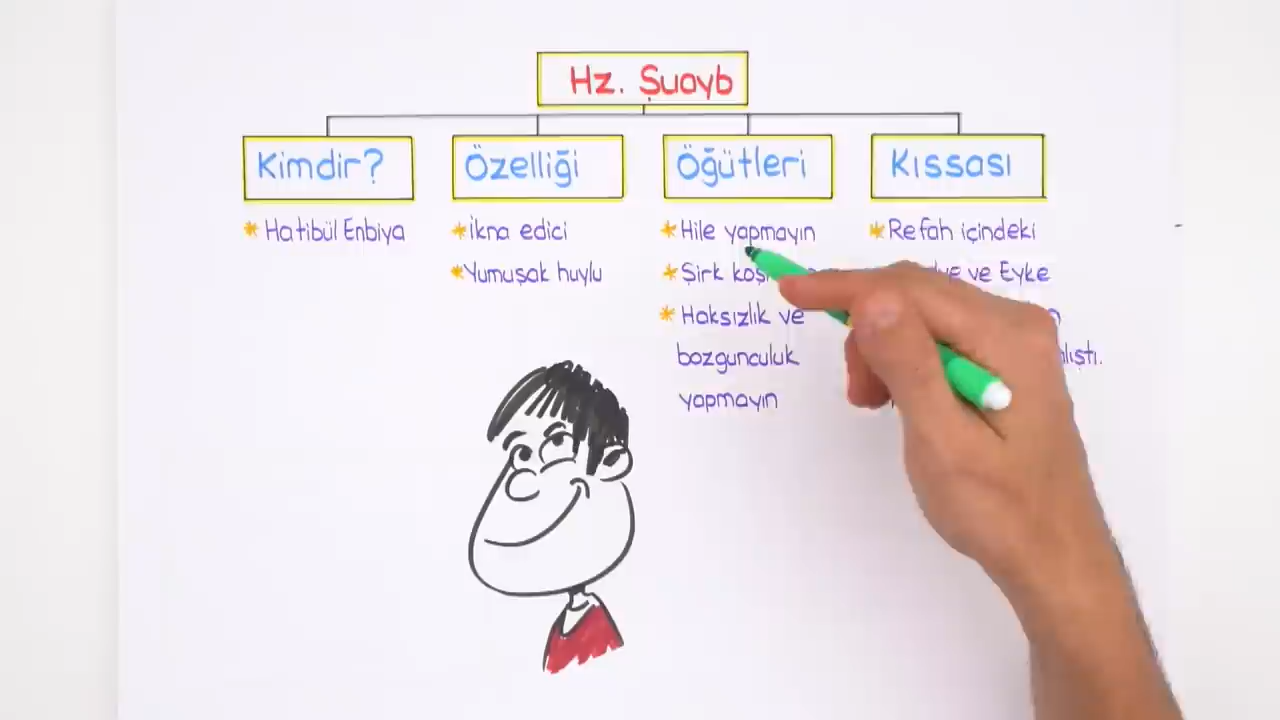 Hz. Şuayb
Kimdir?
* Hatibül Enbiya
Özelliği
* İkna edici
* Yumuşak huylu
Öğütleri
* Hile yapmayın
* Şirk
* Haksızlık ve
bozgunculuk
yapmayın
Kıssası
* Refah içindeki
ve Eyke